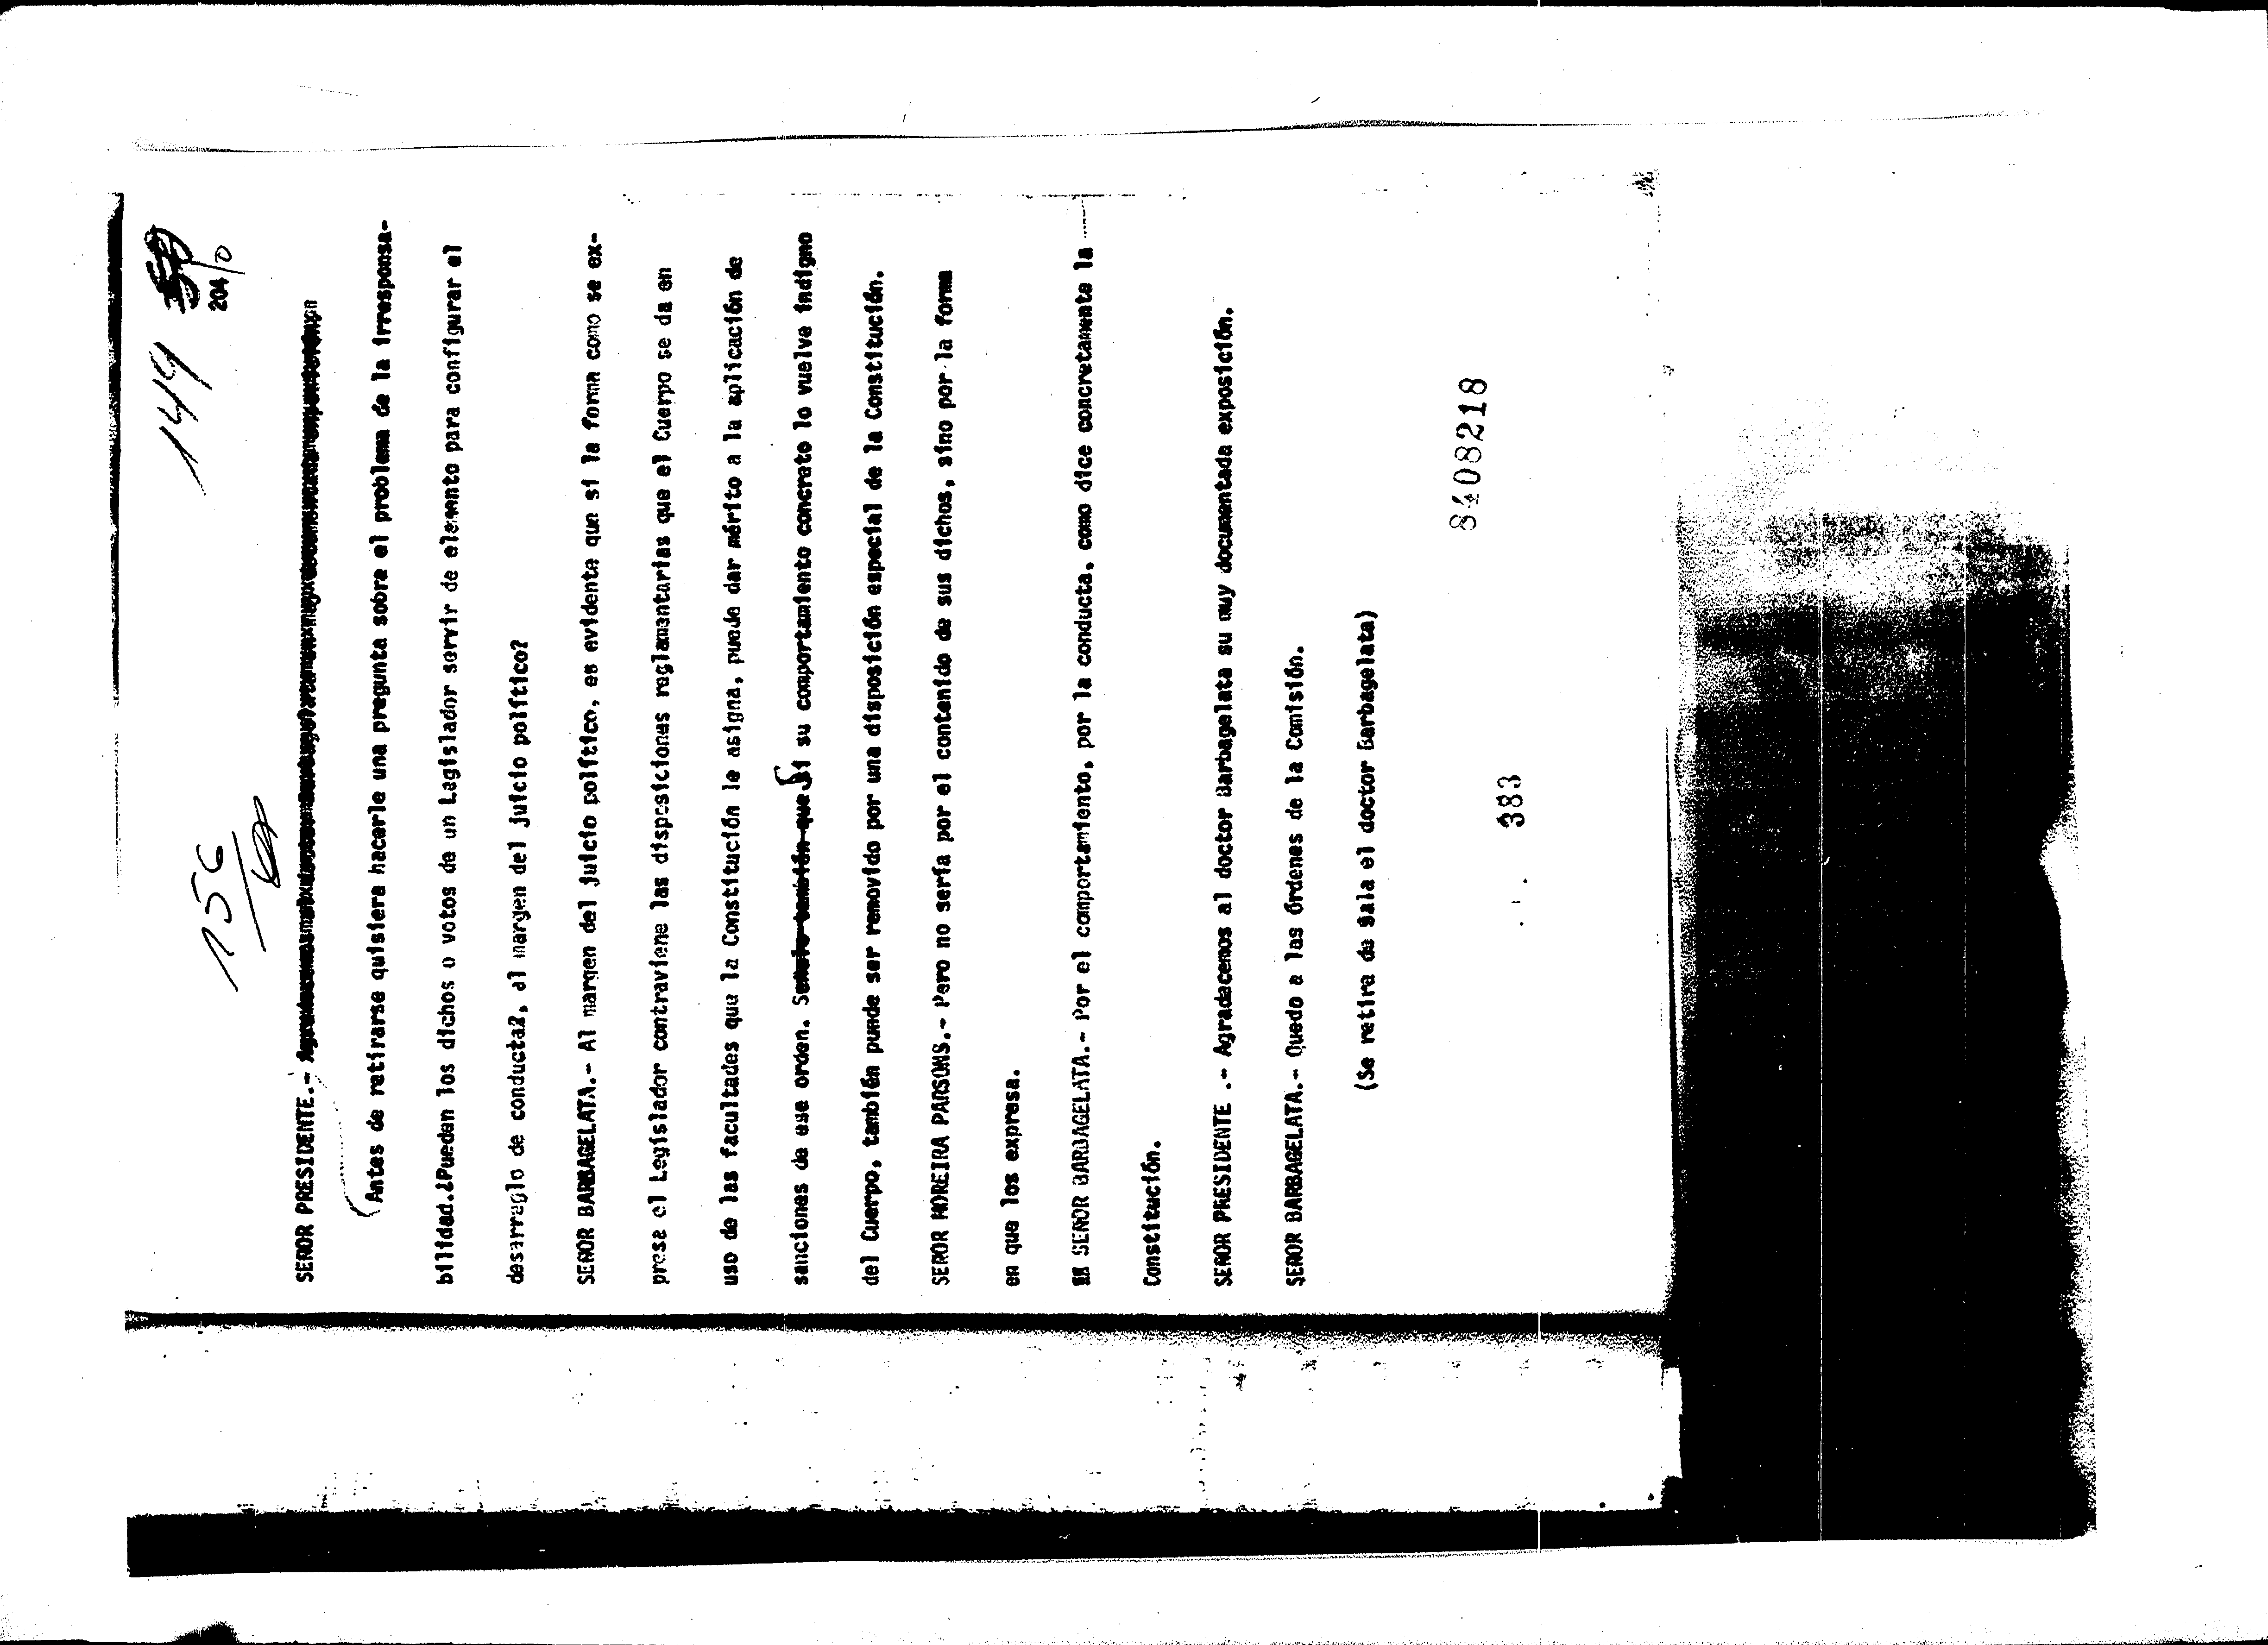 156
149
204
SEÑOR PRESIDENTE.-
Antes de retirarse quisiera hacerle una pregunta sobre el problema de la irresponsa-
bilidad.¿Pueden los dichos o votos de un Legislador servir de elemento para configurar el
desarreglo de conducta?, al margen del juicio político?
SEÑOR BARBAGELATA.- Al margen del juicio político, es evidente que si la forma como se ex-
presa el Legislador contraviene las disposiciones reglamentarias que el Cuerpo se da en
uso de las facultades que la Constitución le asigna, puede dar mérito a la aplicación de
sanciones de ese orden. Si su comportamiento concreto lo vuelve indigno
del Cuerpo, también puede ser removido por una disposición especial de la Constitución.
SEÑOR MOREIRA PARSONS.- Pero no sería por el contenido de sus dichos, sino por la forma
en que los expresa.
SEÑOR BARBAGELATA.- Por el comportamiento, por la conducta, como dice concretamente la
Constitución.
SEÑOR PRESIDENTE .- Agradecemos al doctor Barbagelata su muy documentada exposición.
SEÑOR BARBAGELATA.- Quedo a las órdenes de la Comisión.
(Se retira de Sala el doctor Barbagelata)
8408218
383